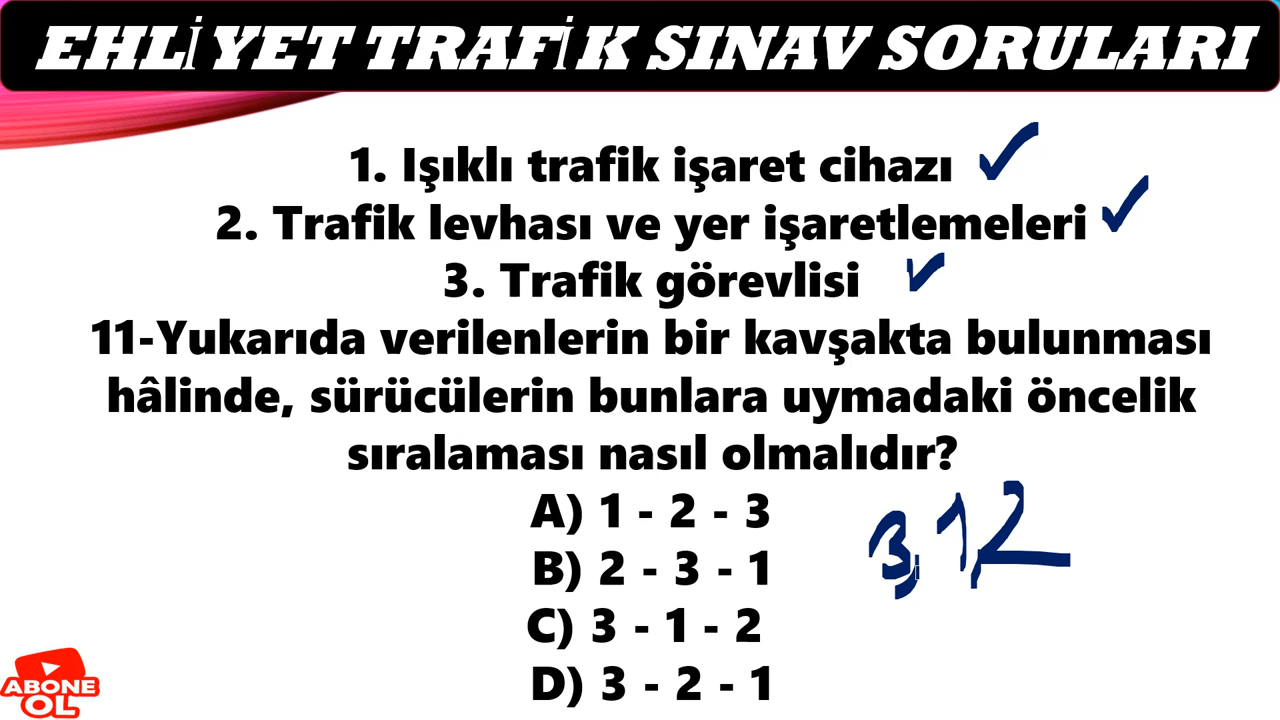 EHLİYET TRAFİK SINAV SORULARI
1. Işıklı trafik işaret cihazı
2. Trafik levhası ve yer işaretlemeleri
3. Trafik görevlisi
11-Yukarıda verilenlerin bir kavşakta bulunması
hâlinde, sürücülerin bunlara uymadaki öncelik
sıralaması nasıl olmalıdır?
A) 1 - 2 - 3
B) 2 - 3 - 1
C) 3 - 1 - 2
D) 3 - 2 - 1
3, 1, 2
ABONE
OL